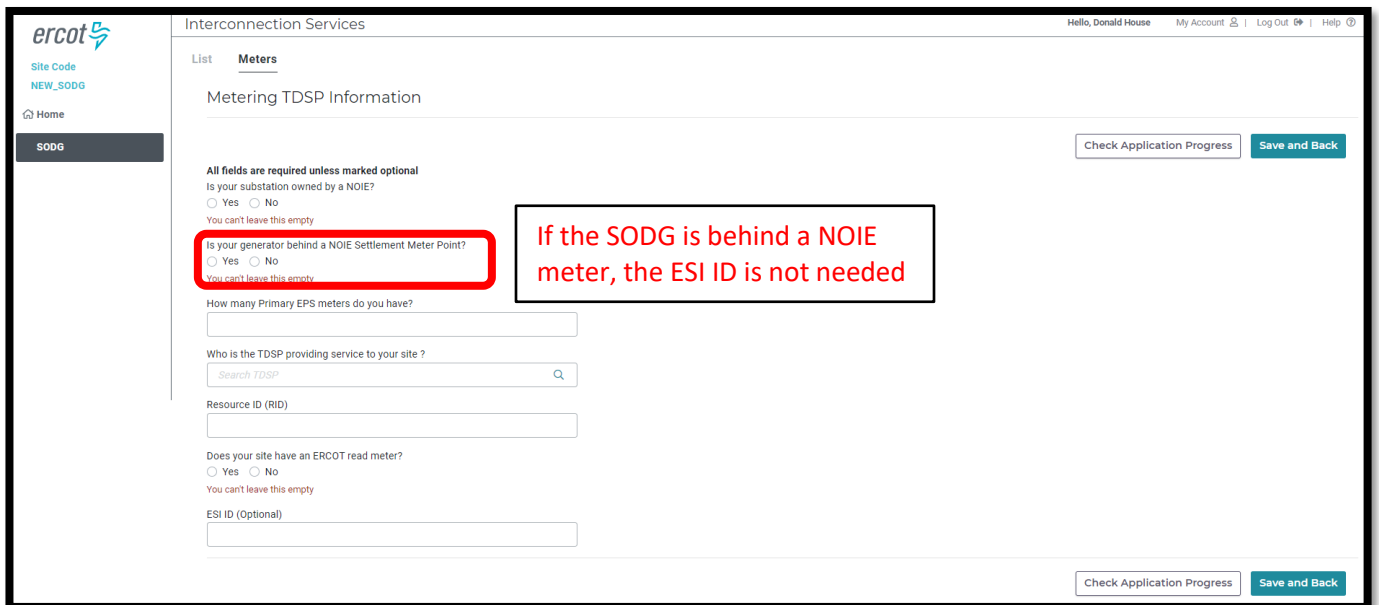 ercot
Site Code
NEW_SODG
Home
SODG
Interconnection Services
Hello, Donald House My Account | Log Out | Help
List Meters
Metering TDSP Information
Check Application Progress Save and Back
All fields are required unless marked optional
Is your substation owned by a NOIE?
Yes No
You can't leave this empty
Is your generator behind a NOIE Settlement Meter Point?
Yes No
You can't leave this empty
If the SODG is behind a NOIE
meter, the ESI ID is not needed
How many Primary EPS meters do you have?
Who is the TDSP providing service to your site ?
Search TDSP
Resource ID (RID)
Does your site have an ERCOT read meter?
Yes No
You can't leave this empty
ESI ID (Optional)
Check Application Progress Save and Back